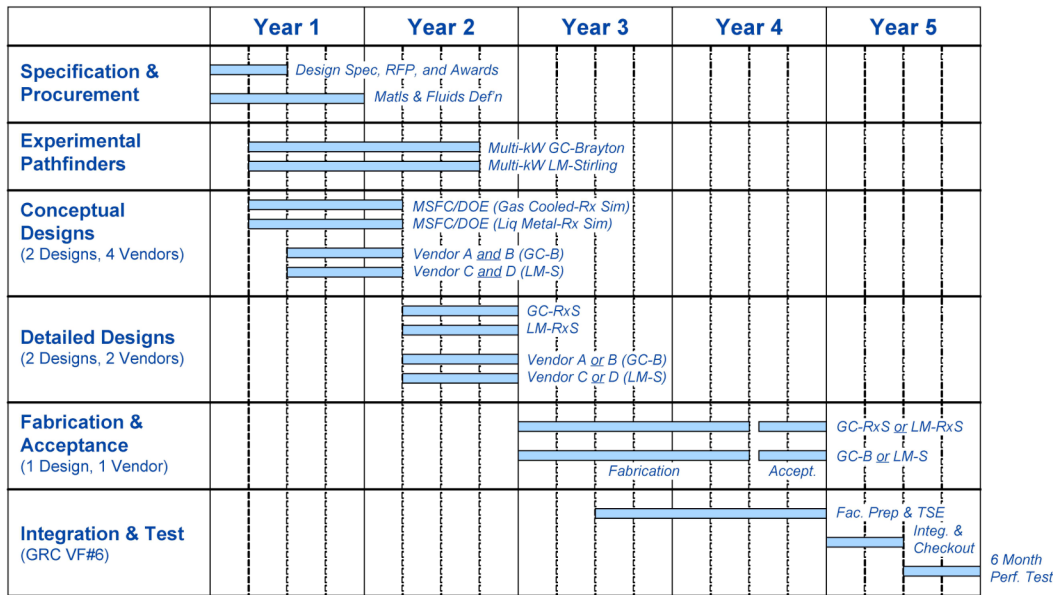 Year 1
Year 2
Year 3
Year 4
Year 5
Specification &
Procurement
Design Spec, RFP, and Awards
Matls & Fluids Def'n
Experimental
Pathfinders
Multi-kW GC-Brayton
Multi-kW LM-Stirling
Conceptual
Designs
(2 Designs, 4 Vendors)
MSFC/DOE (Gas Cooled-Rx Sim)
MSFC/DOE (Liq Metal-Rx Sim)
Vendor A and B (GC-B)
Vendor C and D (LM-S)
Detailed Designs
(2 Designs, 2 Vendors)
GC-RxS
LM-RxS
Vendor A or B (GC-B)
Vendor C or D (LM-S)
Fabrication &
Acceptance
(1 Design, 1 Vendor)
GC-RxS or LM-RxS
GC-B or LM-S
Fabrication
Accept.
Integration & Test
(GRC VF#6)
Fac. Prep & TSE
Integ. &
Checkout
6 Month
Perf. Test